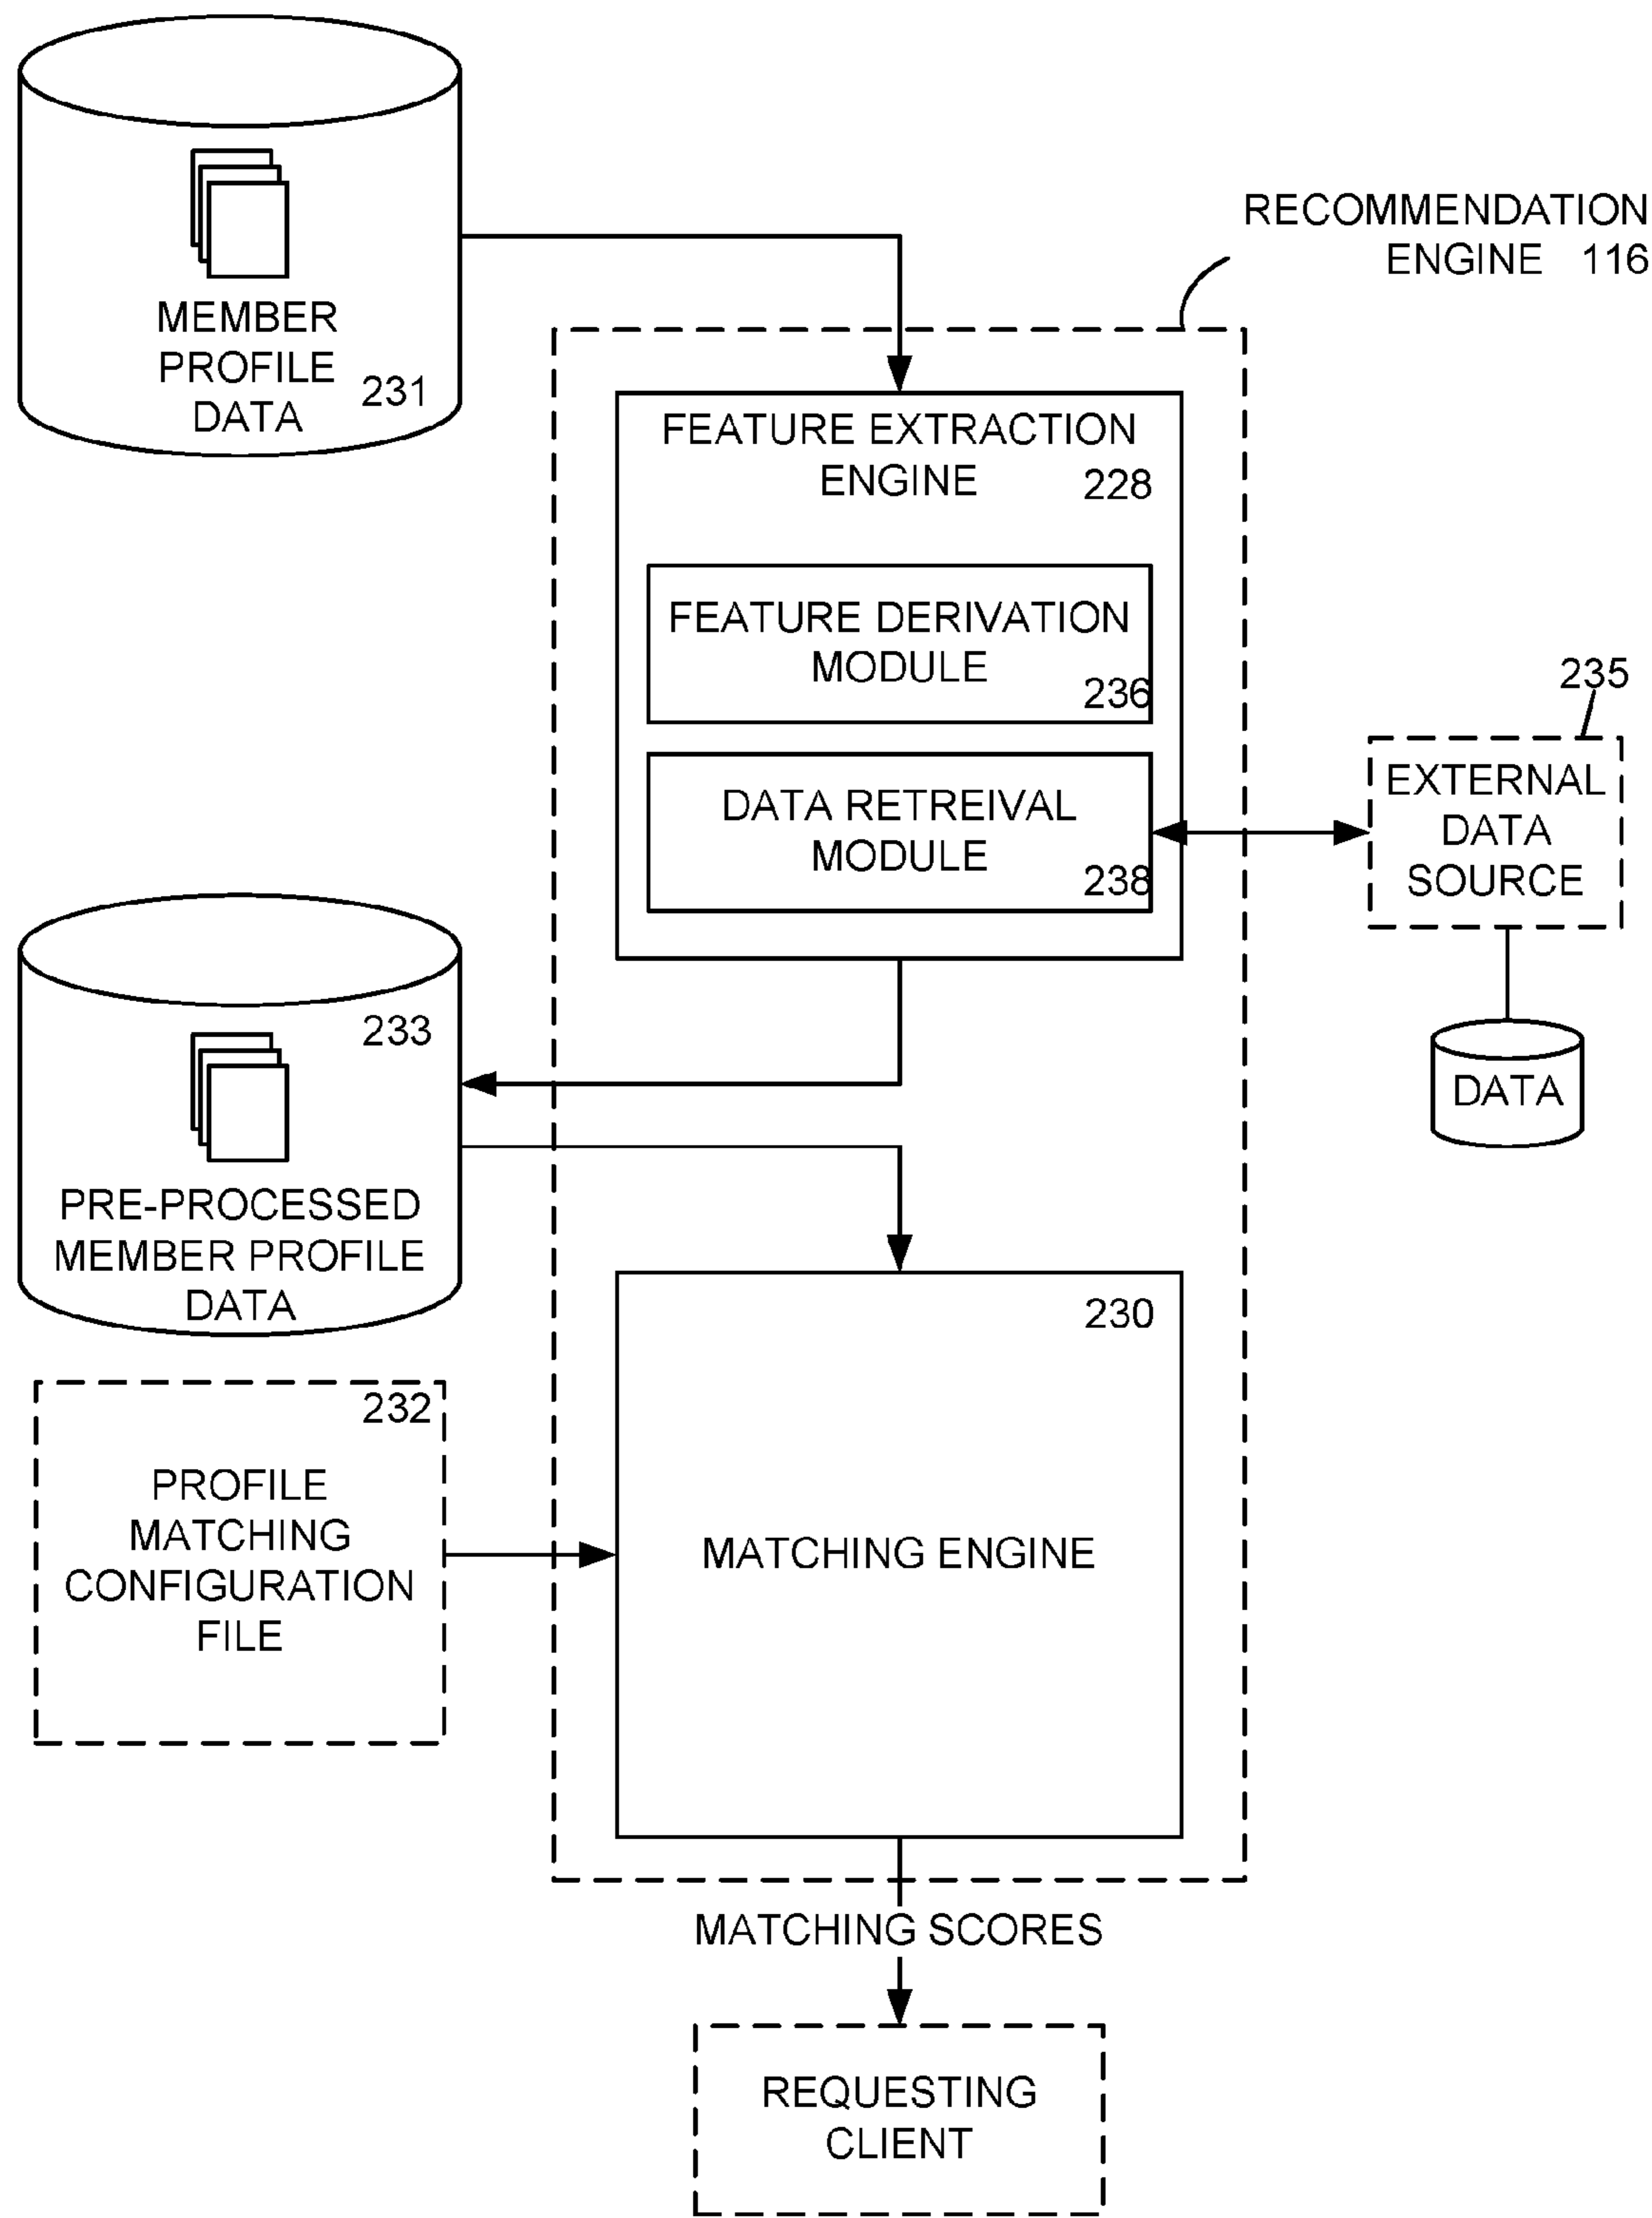 RECOMMENDATION
ENGINE 116
MEMBER
PROFILE
DATA
231
FEATURE EXTRACTION
ENGINE
228
FEATURE DERIVATION
MODULE
236
DATA RETREIVAL
MODULE
238
235
EXTERNAL
DATA
SOURCE
DATA
233
PRE-PROCESSED
MEMBER PROFILE
DATA
232
PROFILE
MATCHING
CONFIGURATION
FILE
230
MATCHING ENGINE
MATCHING SCORES
REQUESTING
CLIENT